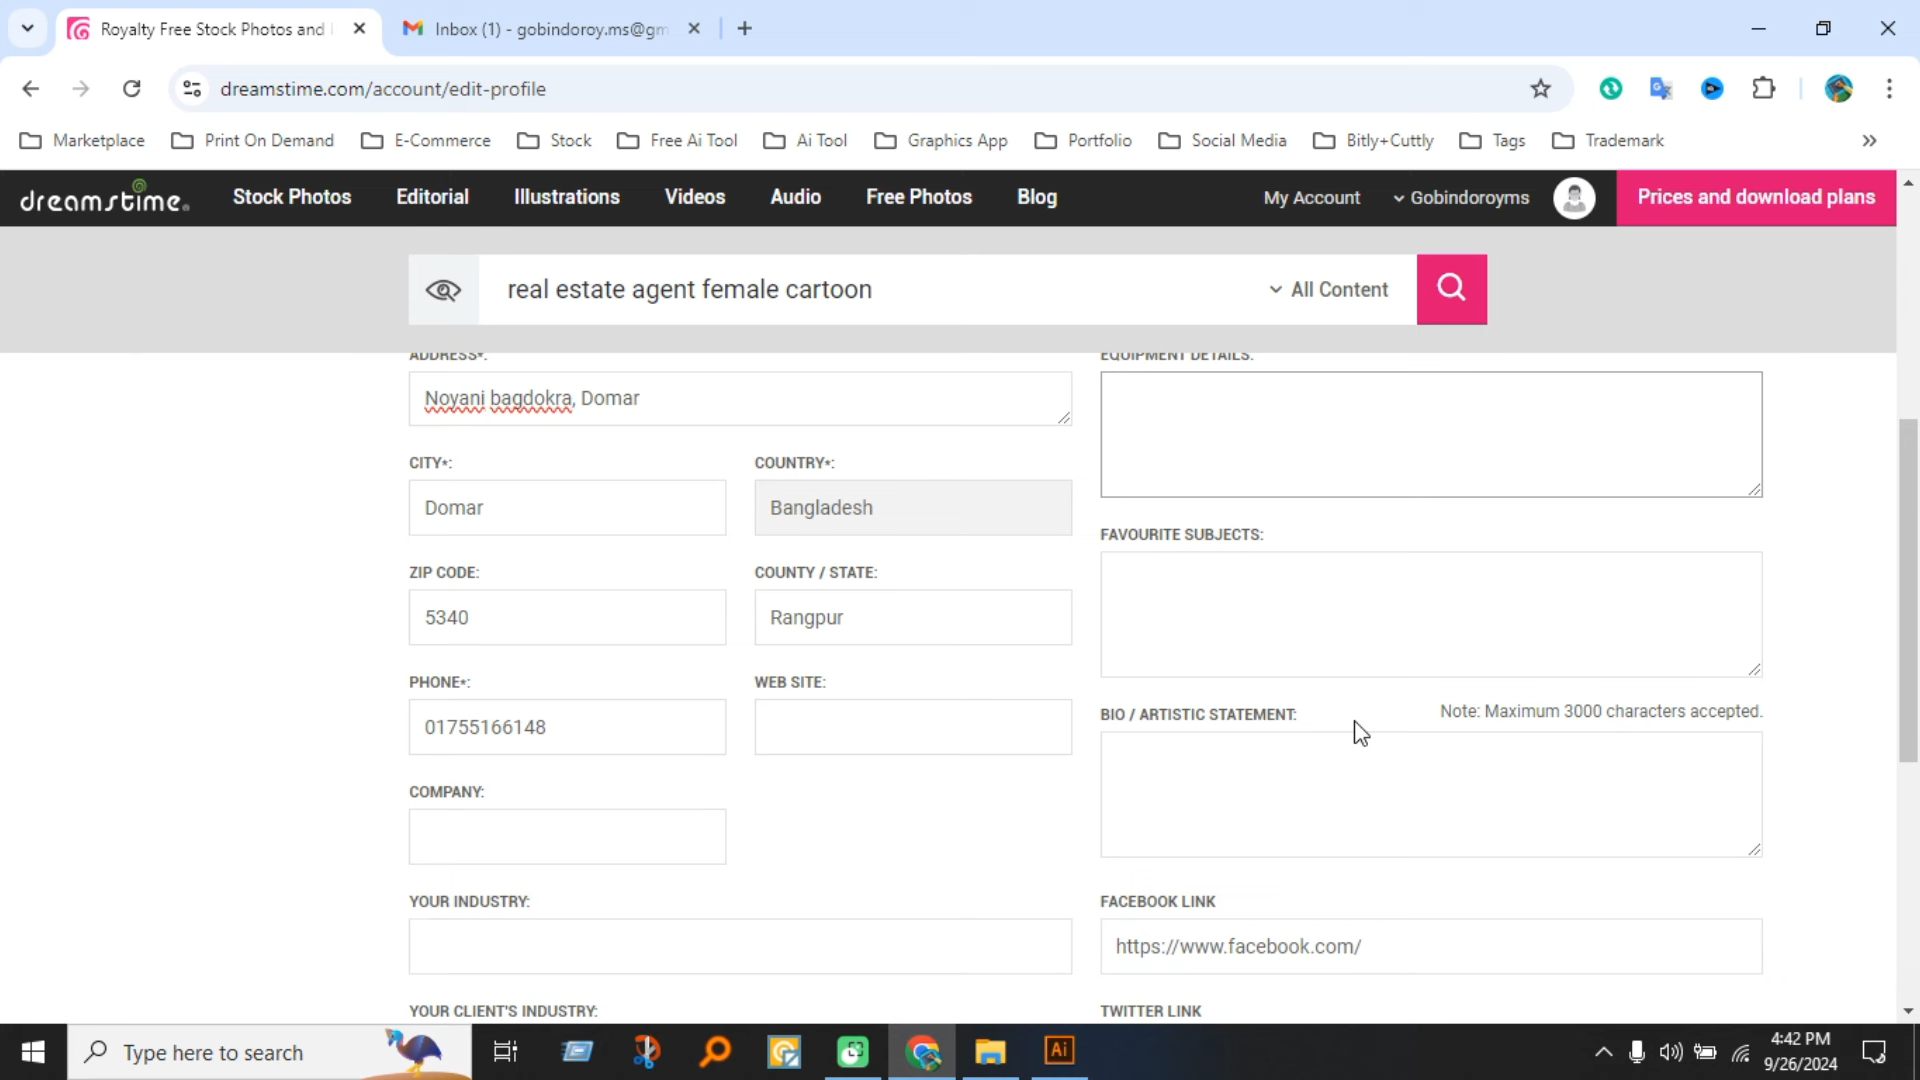 Royalty Free Stock Photos and
Inbox (1) - gobindoroy.ms@gm
dreamstime.com/account/edit-profile
Marketplace
Print On Demand
E-Commerce
Stock
Free Ai Tool
Ai Tool
Graphics App
Portfolio
Social Media
Bitly+Cuttly
Tags
Trademark
dreamstime.
Stock Photos
Editorial
Illustrations
Videos
Audio
Free Photos
Blog
My Account
Gobindoroyms
Prices and download plans
real estate agent female cartoon
All Content
ADDRESS*:
Noyani bagdokra, Domar
CITY*:
COUNTRY*:
Domar
Bangladesh
ZIP CODE:
COUNTY / STATE:
5340
Rangpur
PHONE*:
WEB SITE:
01755166148
COMPANY:
YOUR INDUSTRY:
YOUR CLIENT'S INDUSTRY:
EQUIPMENT DETAILS:
FAVOURITE SUBJECTS:
BIO / ARTISTIC STATEMENT:
Note: Maximum 3000 characters accepted.
FACEBOOK LINK
https://www.facebook.com/
TWITTER LINK
Type here to search
Ai
4:42 PM
9/26/2024